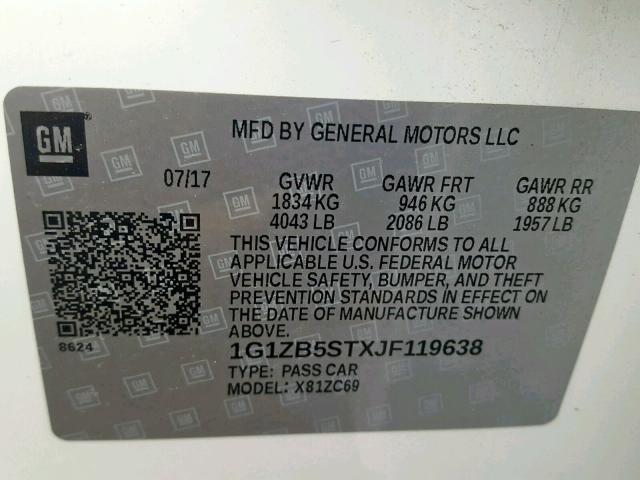 GM
MFD BY GENERAL MOTORS LLC
07/17 GVWR GAWR FRT GAWR RR
1834 KG 946 KG 888 KG
4043 LB 2086 LB 1957 LB
THIS VEHICLE CONFORMS TO ALL
APPLICABLE U.S. FEDERAL MOTOR
VEHICLE SAFETY, BUMPER, AND THEFT
PREVENTION STANDARDS IN EFFECT ON
THE DATE OF MANUFACTURE SHOWN
ABOVE.
8624
1G1ZB5STXJF119638
TYPE: PASS CAR
MODEL: X81ZC69